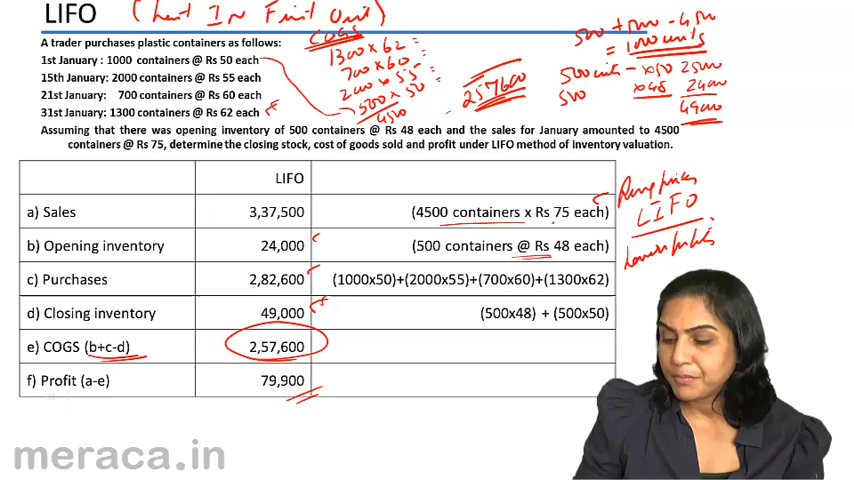 LIFO (Last In First Out)
A trader purchases plastic containers as follows:
1st January : 1000 containers @ Rs 50 each
15th January: 2000 containers @ Rs 55 each
21st January: 700 containers @ Rs 60 each
31st January: 1300 containers @ Rs 62 each
COGS
1300 x 62 =
700 x 60 =
2000 x 55 =
500 x 50 =
4500
257600
500 + 5000 - 4500
= 1000 units
500 units - x 50 25000
500 x 48 24000
49000
Assuming that there was opening inventory of 500 containers @ Rs 48 each and the sales for January amounted to 4500
containers @ Rs 75, determine the closing stock, cost of goods sold and profit under LIFO method of inventory valuation.
LIFO
a) Sales 3,37,500 (4500 containers x Rs 75 each)
b) Opening inventory 24,000 (500 containers @ Rs 48 each)
c) Purchases 2,82,600 (1000x50)+(2000x55)+(700x60)+(1300x62)
d) Closing inventory 49,000 (500x48) + (500x50)
e) COGS (b+c-d) 2,57,600
f) Profit (a-e) 79,900
Rising prices
LIFO
Lower profits
meraca.in